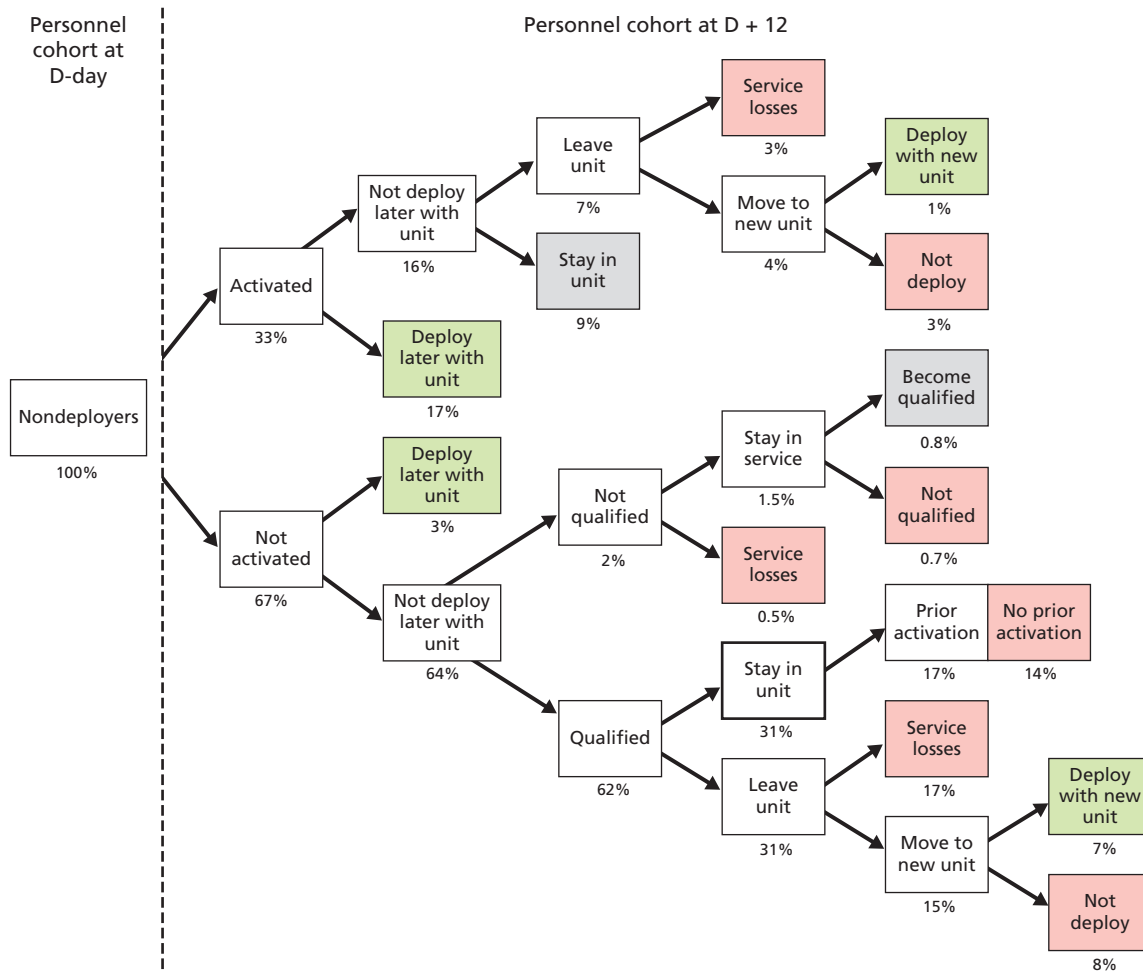 Personnel
cohort at
D-day
Personnel cohort at D + 12
Nondeployers
100%
Activated
33%
Not deploy
later with
unit
16%
Leave
unit
7%
Service
losses
3%
Move to
new unit
4%
Deploy
with new
unit
1%
Not
deploy
3%
Stay in
unit
9%
Deploy
later with
unit
17%
Not
activated
67%
Deploy
later with
unit
3%
Not deploy
later with
unit
64%
Not
qualified
2%
Stay in
service
1.5%
Become
qualified
0.8%
Not
qualified
0.7%
Service
losses
0.5%
Qualified
62%
Stay in
unit
31%
Prior
activation
17%
No prior
activation
14%
Leave
unit
31%
Service
losses
17%
Move to
new unit
15%
Deploy
with new
unit
7%
Not
deploy
8%